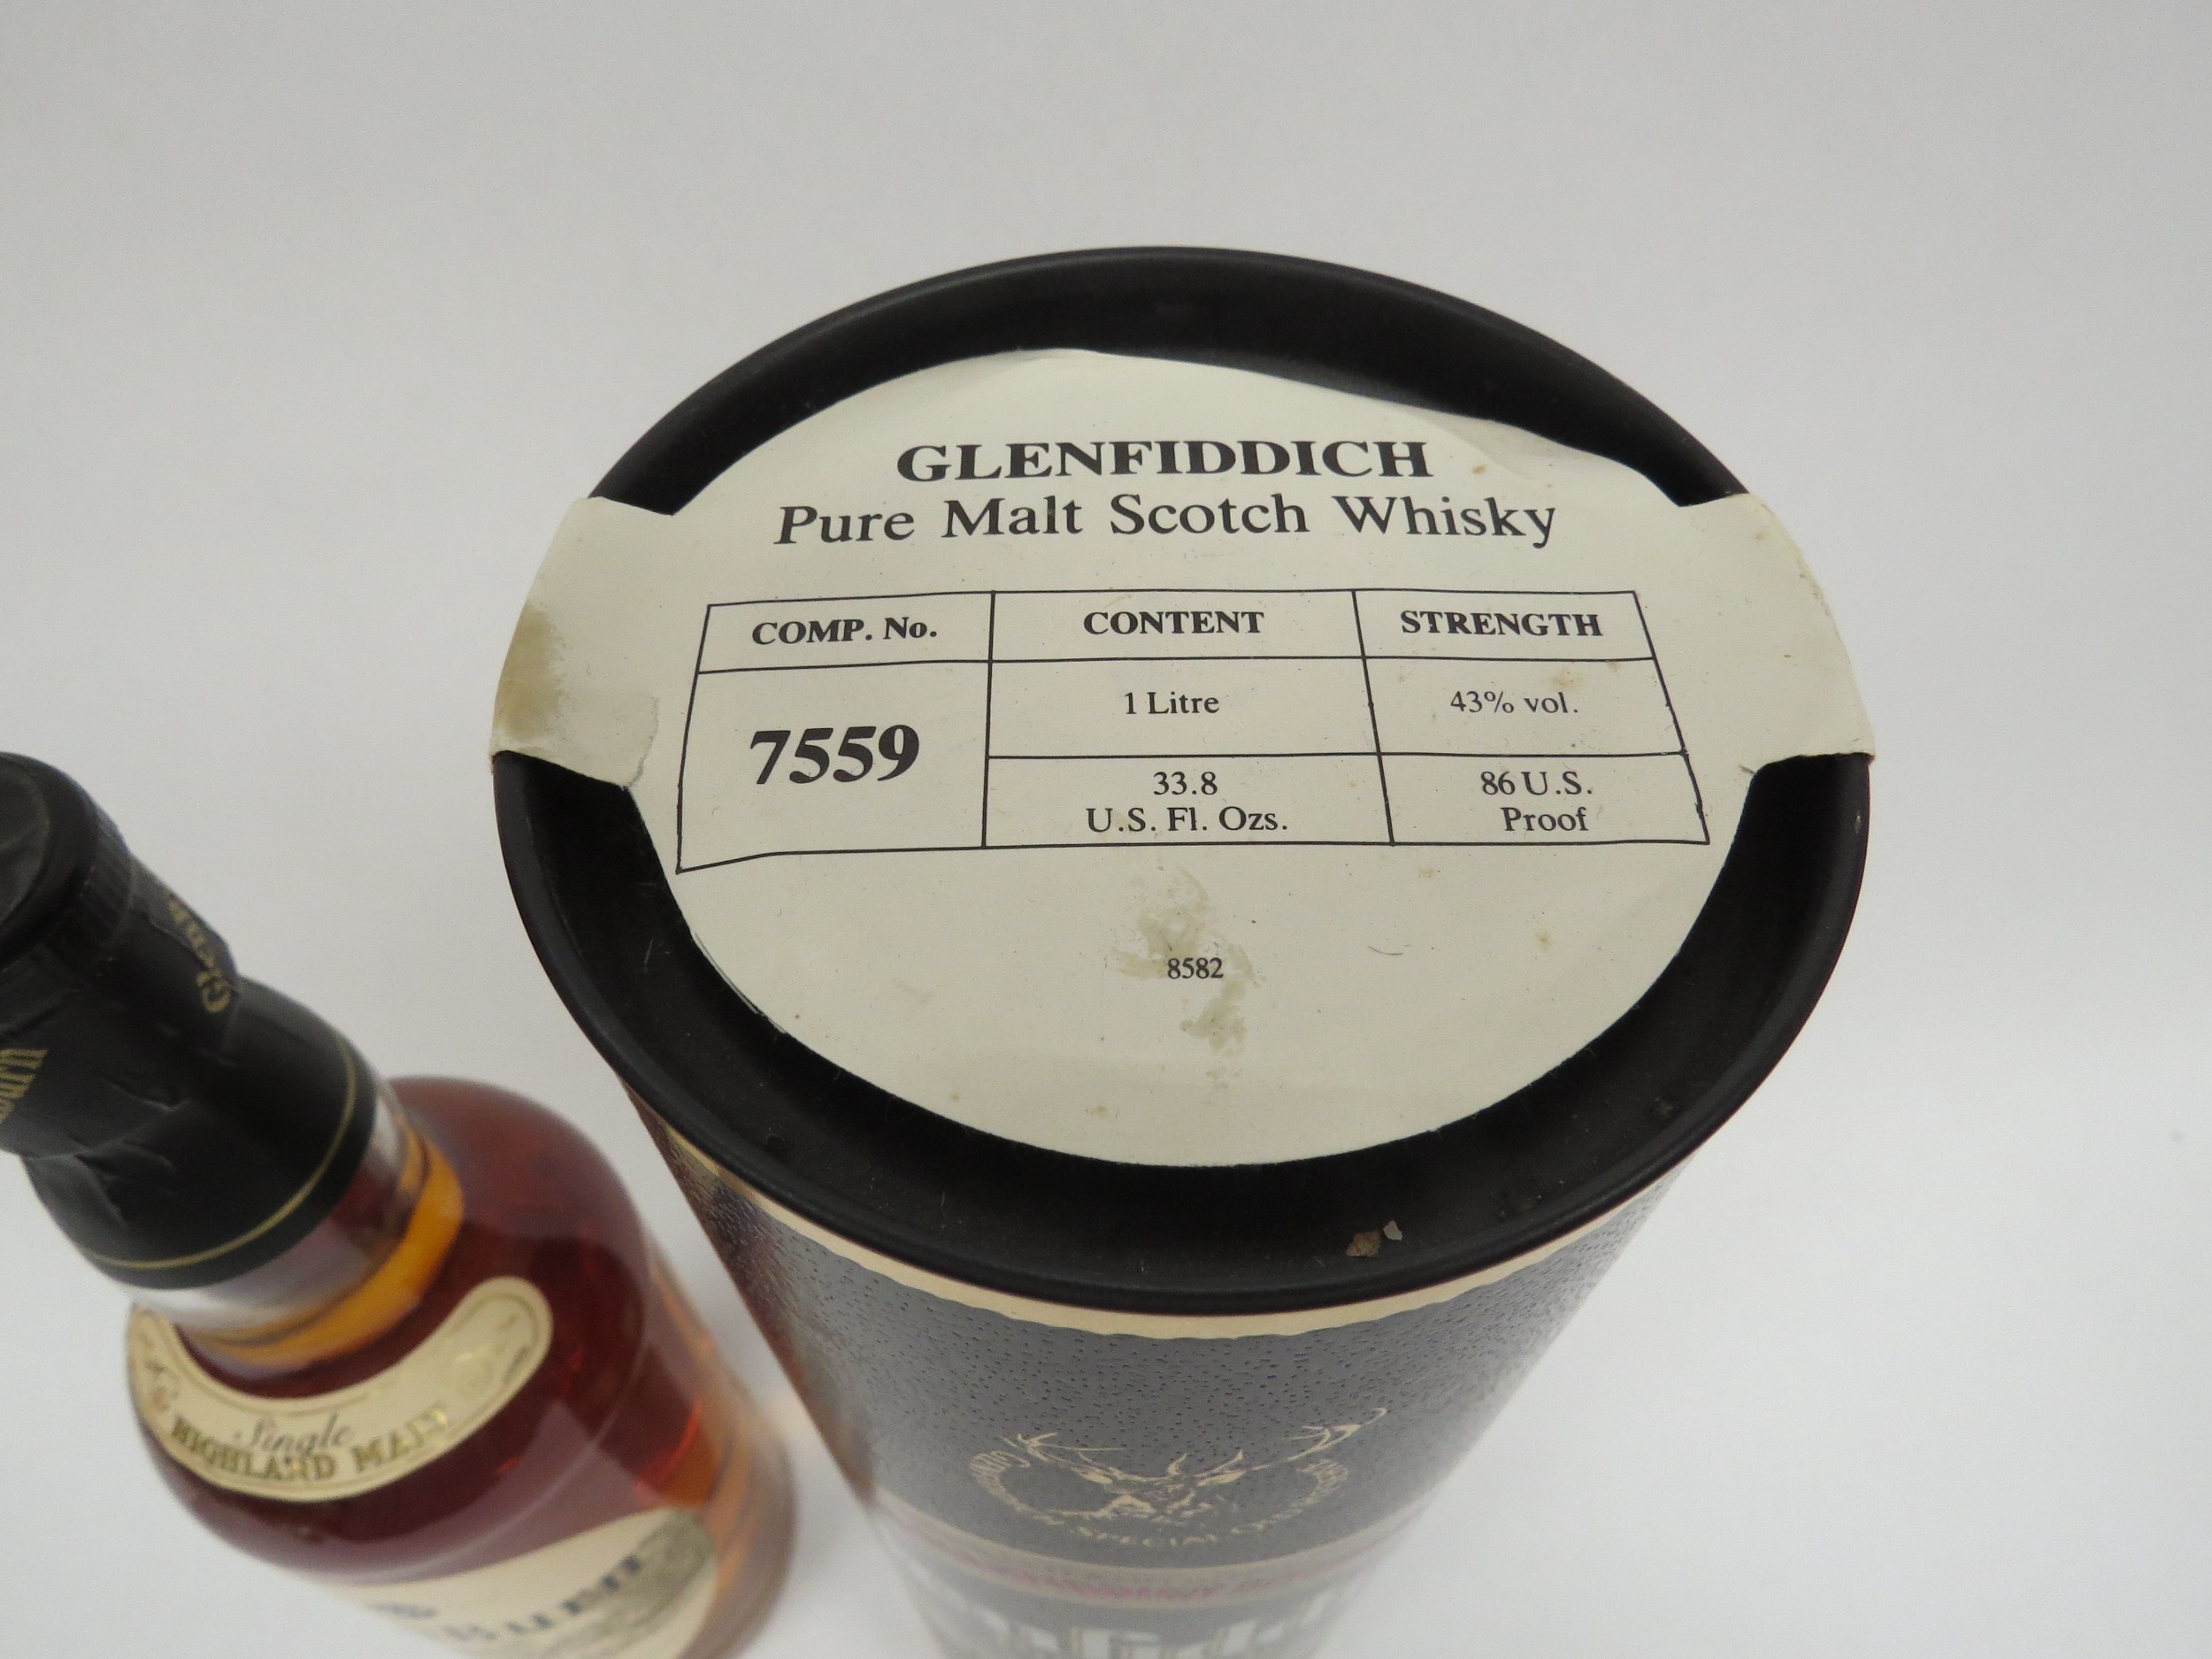 GLENFIDDICH
Pure Malt Scotch Whisky
COMP. No. CONTENT STRENGTH
7559
1 Litre 43% vol.
33.8 86 U.S.
U.S. Fl. Ozs. Proof
8582
Single
HIGHLAND MALT
SPECIAL